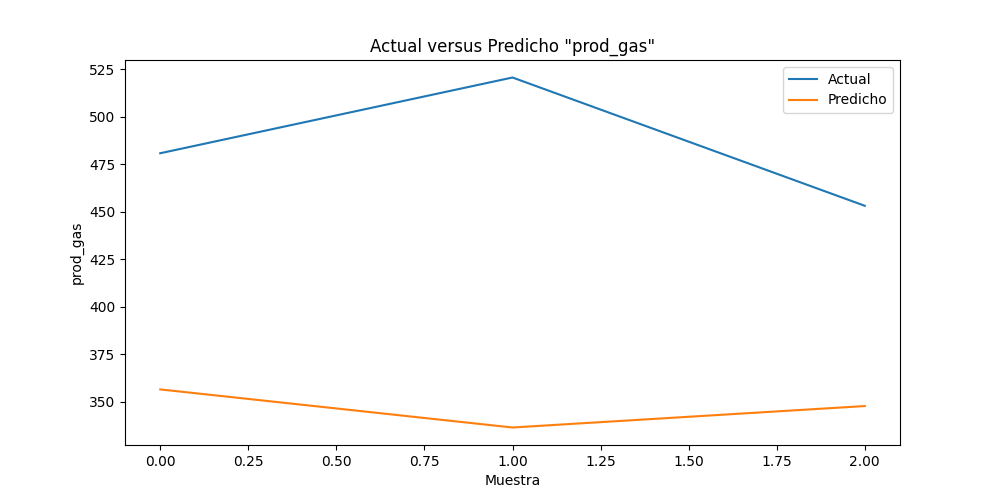 Actual versus Predicho "prod_gas"
Actual
Predicho
525
500
475
450
425
400
375
350
prod_gas
0.00 0.25 0.50 0.75 1.00 1.25 1.50 1.75 2.00
Muestra